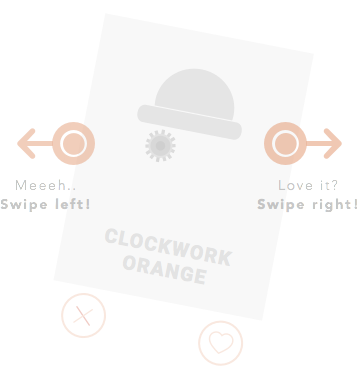 Meeeh..
Swipe left!
Love it?
Swipe right!
CLOCKWORK
ORANGE